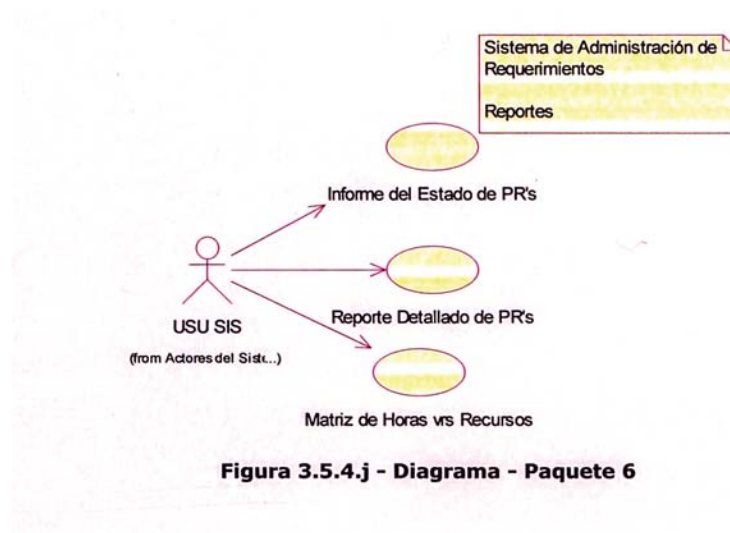 Sistema de Administración de
Requerimientos
Reportes
Informe del Estado de PR's
Reporte Detallado de PR's
USU SIS
(from Actores del Siste...)
Matriz de Horas vrs Recursos
Figura 3.5.4.j - Diagrama - Paquete 6